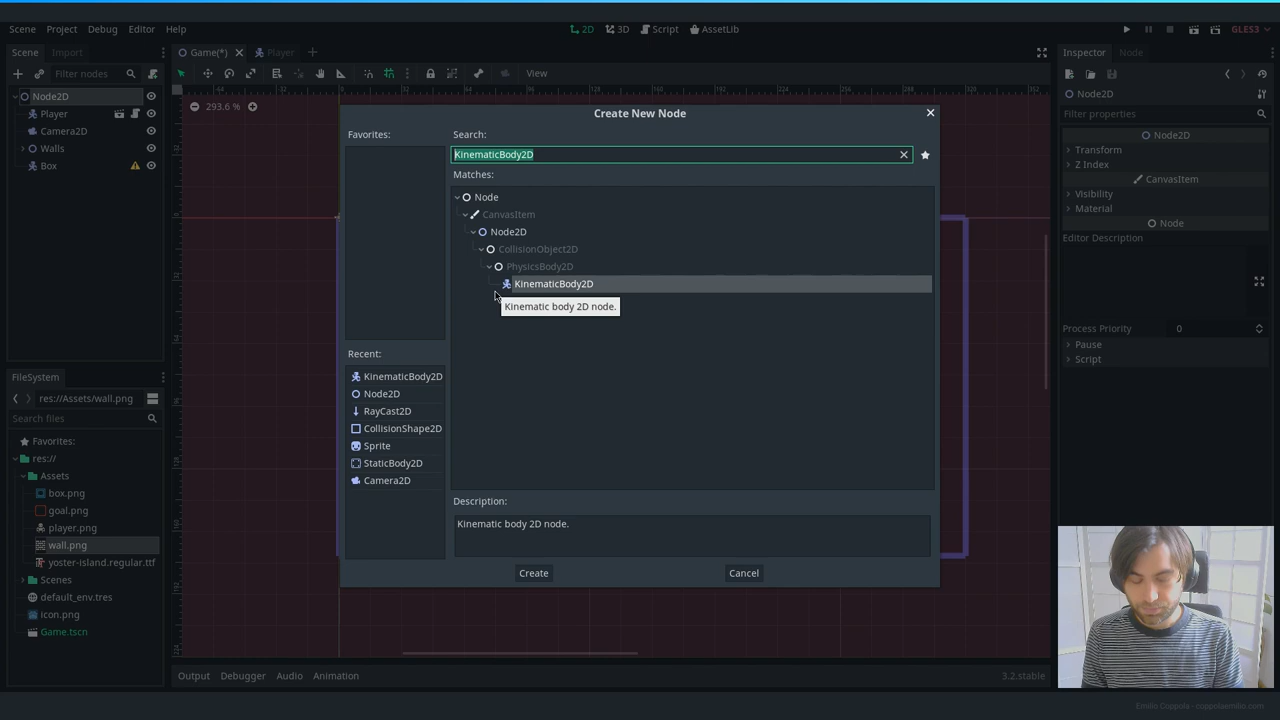 Scene Project Debug Editor Help
2D 3D Script AssetLib
GLES3
Scene Import
Game(*) Player
Inspector Node
Filter nodes
View
Node2D
Player
Camera2D
Walls
Box
293.6 %
Create New Node
Favorites:
Search:
KinematicBody2D
Matches:
Node
CanvasItem
Node2D
CollisionObject2D
PhysicsBody2D
KinematicBody2D
Kinematic body 2D node.
Recent:
KinematicBody2D
Node2D
RayCast2D
CollisionShape2D
Sprite
StaticBody2D
Camera2D
Description:
Kinematic body 2D node.
Create Cancel
Node2D
Filter properties
Node2D
Transform
Z Index
CanvasItem
Visibility
Material
Node
Editor Description
Process Priority 0
Pause
Script
FileSystem
res://Assets/wall.png
Search files
Favorites:
res://
Assets
box.png
goal.png
player.png
wall.png
yoster-island.regular.ttf
Scenes
default_env.tres
icon.png
Game.tscn
Output Debugger Audio Animation
3.2.stable
Emilio Coppola - coppolaemilio.com